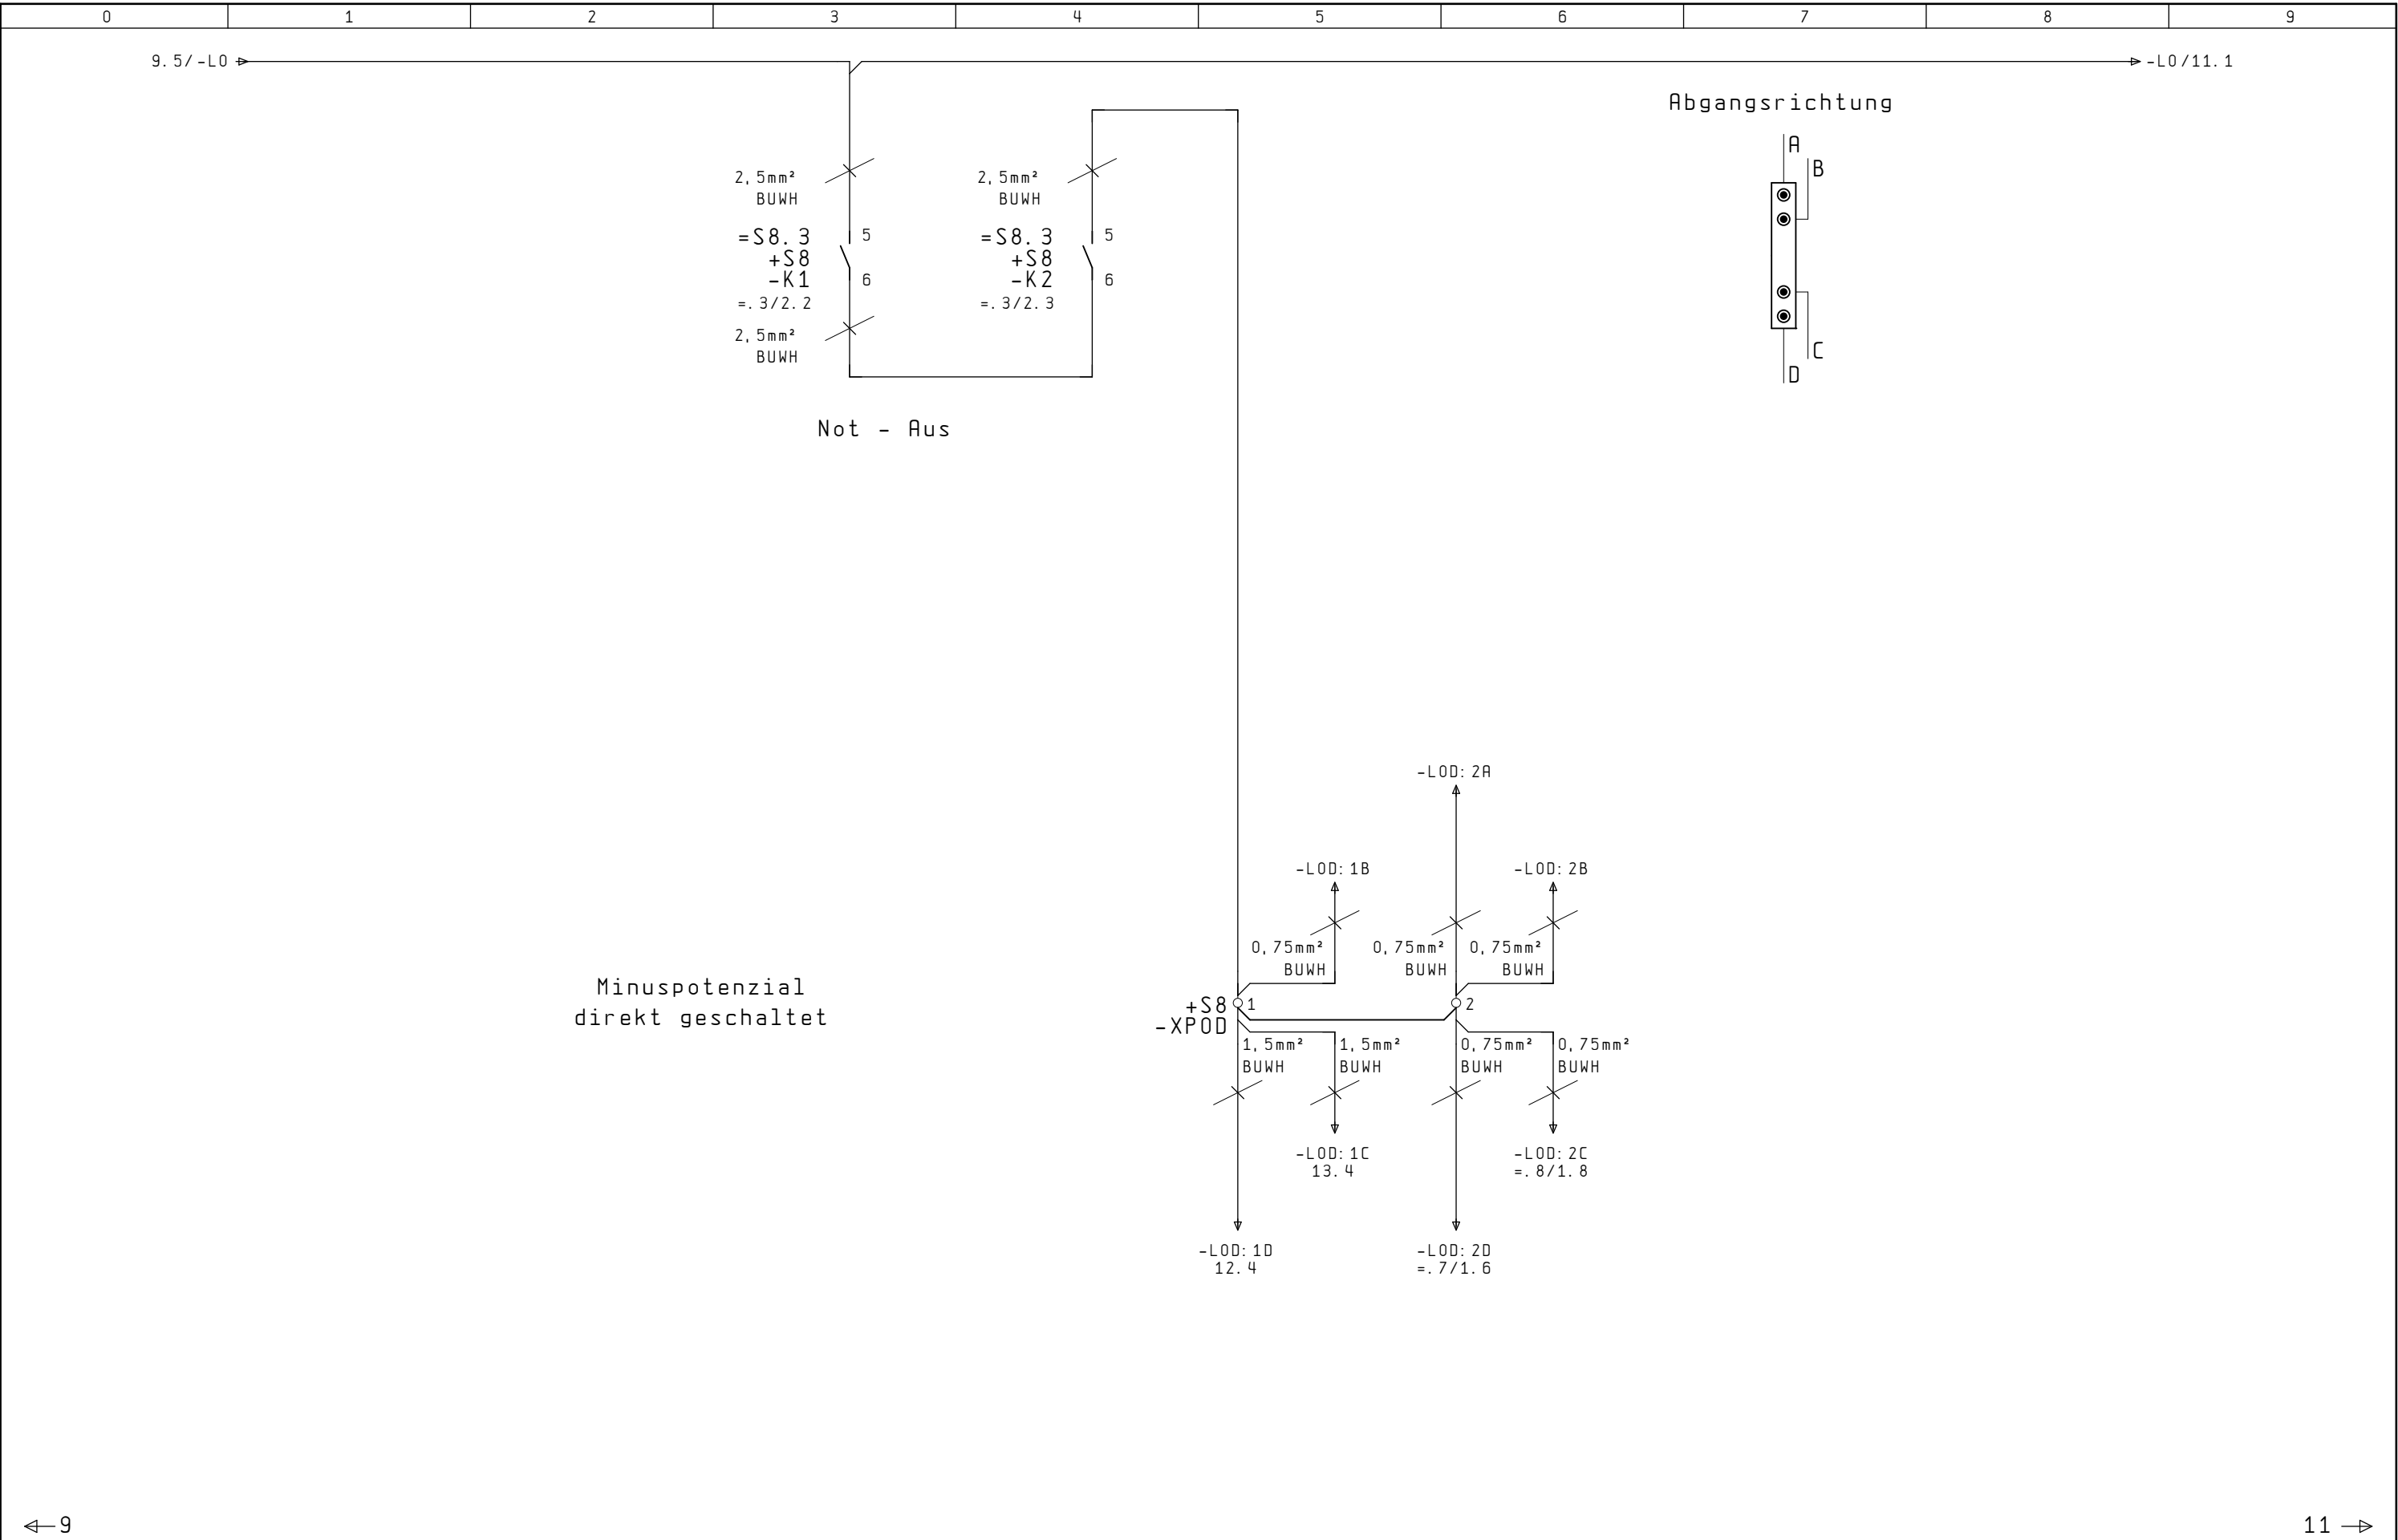 0 1 2 3 4 5 6 7 8 9
9.5/-L0
-L0/11.1
Abgangsrichtung
A
B
C
D
2,5mm²
BUWH
2,5mm²
BUWH
=S8.3
+S8
-K1
=.3/2.2
5
6
=S8.3
+S8
-K2
=.3/2.3
5
6
2,5mm²
BUWH
Not - Aus
-L0D:2A
-L0D:1B
-L0D:2B
0,75mm²
BUWH
0,75mm²
BUWH
0,75mm²
BUWH
Minuspotenzial
direkt geschaltet
+S8
-XP0D
1
2
1,5mm²
BUWH
1,5mm²
BUWH
0,75mm²
BUWH
0,75mm²
BUWH
-L0D:1C
13.4
-L0D:2C
=.8/1.8
-L0D:1D
12.4
-L0D:2D
=.7/1.6
9
11